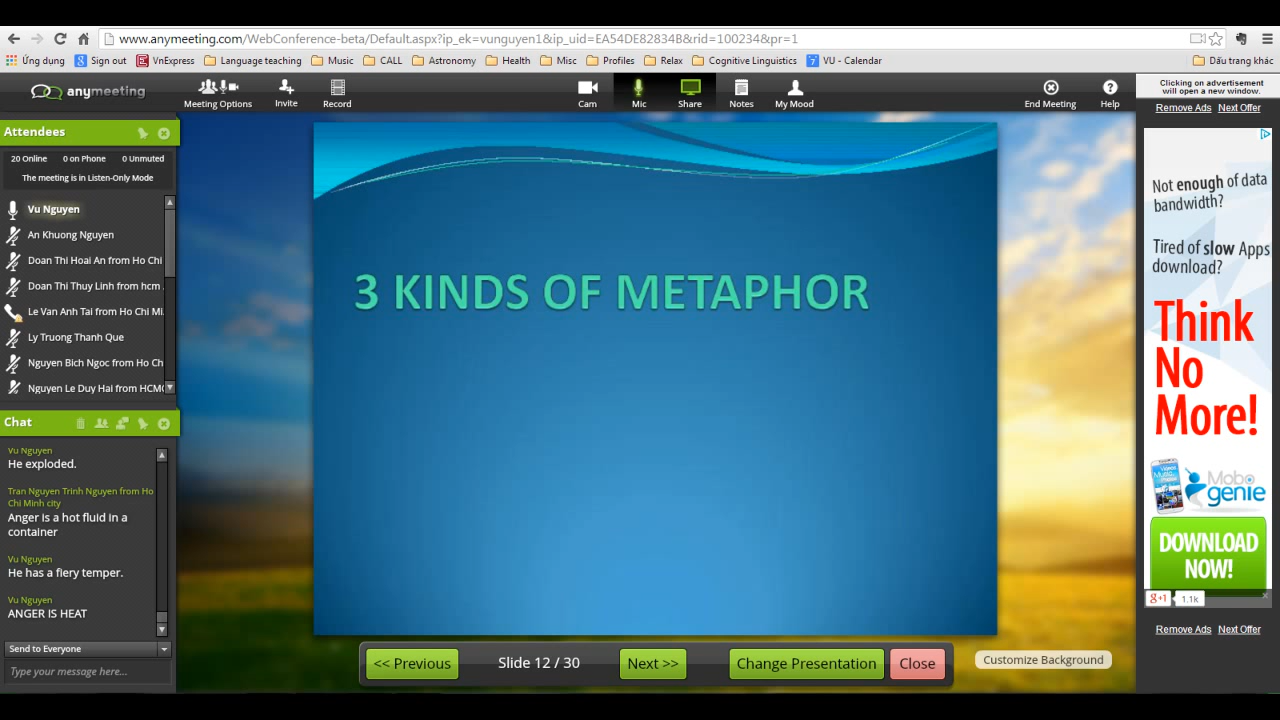 www.anymeeting.com/WebConference-beta/Default.aspx?ip_ek=vunguyen1&ip_uid=EA54DE82834B&rid=100234&pr=1
Ứng dụng Sign out VnExpress Language teaching Music CALL Astronomy Health Misc Profiles Relax Cognitive Linguistics 7 VU - Calendar Dấu trang khác
anymeeting Meeting Options Invite Record Cam Mic Share Notes My Mood End Meeting Help
Clicking on advertisement
will open a new window.
Remove Ads Next Offer
Attendees
20 Online 0 on Phone 0 Unmuted
The meeting is in Listen-Only Mode
Vu Nguyen
An Khuong Nguyen
Doan Thi Hoai An from Ho Chi
Doan Thi Thuy Linh from hcm .
Le Van Anh Tai from Ho Chi Mi.
Ly Truong Thanh Que
Nguyen Bich Ngoc from Ho Ch
Nguyen Le Duy Hai from HCMC
Chat
Vu Nguyen
He exploded.
Tran Nguyen Trinh Nguyen from Ho
Chi Minh city
Anger is a hot fluid in a
container
Vu Nguyen
He has a fiery temper.
Vu Nguyen
ANGER IS HEAT
Send to Everyone
Type your message here...
3 KINDS OF METAPHOR
<< Previous Slide 12 / 30 Next >> Change Presentation Close
Customize Background
Not enough of data
bandwidth?
Tired of slow Apps
download?
Think
No
More!
Mobo
genie
DOWNLOAD
NOW!
g+1 1.1k
Remove Ads Next Offer